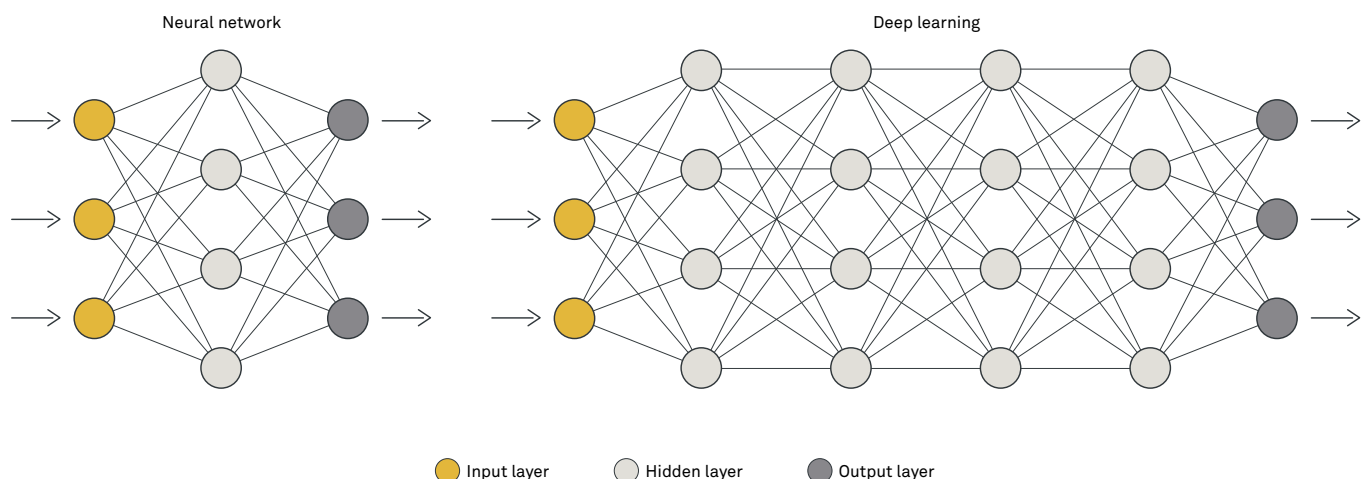 Neural network
Deep learning
Input layer
Hidden layer
Output layer